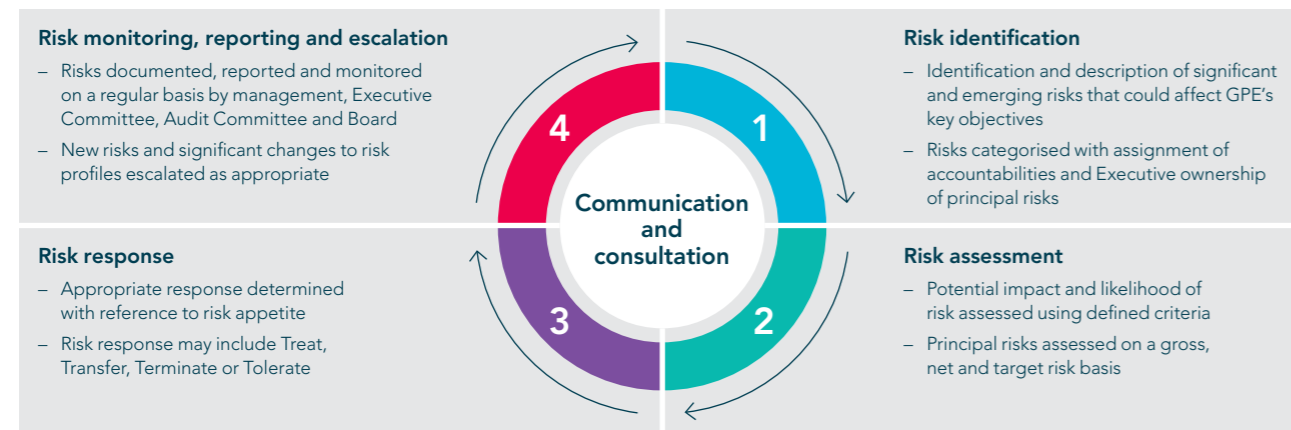 Risk monitoring, reporting and escalation
– Risks documented, reported and monitored
on a regular basis by management, Executive
Committee, Audit Committee and Board
– New risks and significant changes to risk
profiles escalated as appropriate
Risk identification
– Identification and description of significant
and emerging risks that could affect GPE’s
key objectives
– Risks categorised with assignment of
accountabilities and Executive ownership
of principal risks
4
1
Communication
and
consultation
Risk response
– Appropriate response determined
with reference to risk appetite
– Risk response may include Treat,
Transfer, Terminate or Tolerate
3
2
Risk assessment
– Potential impact and likelihood of
risk assessed using defined criteria
– Principal risks assessed on a gross,
net and target risk basis